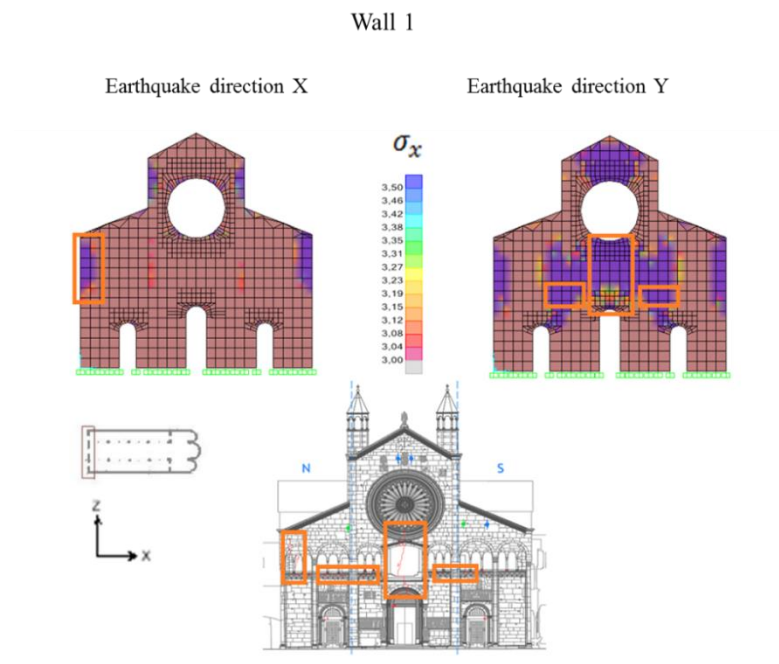 Wall 1
Earthquake direction X
Earthquake direction Y
σx
3,50
3,46
3,42
3,38
3,35
3,31
3,27
3,23
3,19
3,15
3,12
3,08
3,04
3,00
N
S
Z
X